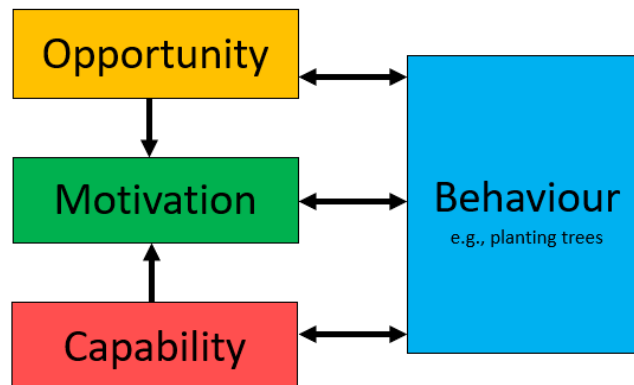 Opportunity
Motivation
Capability
Behaviour
e.g., planting trees